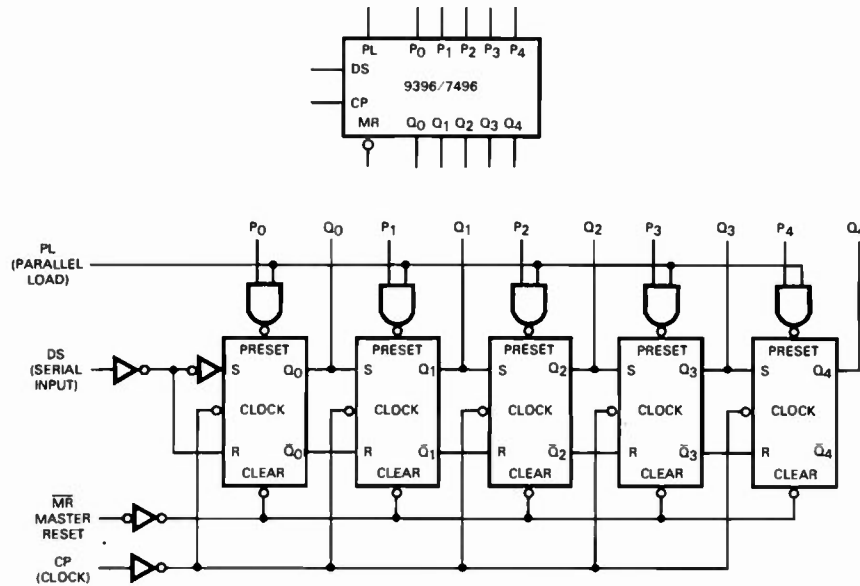 PL P₀ P₁ P₂ P₃ P₄
DS
9396/7496
CP
MR Q₀ Q₁ Q₂ Q₃ Q₄
P₀ Q₀ P₁ Q₁ P₂ Q₂ P₃ Q₃ P₄ Q₄
PL
(PARALLEL
LOAD)
DS
(SERIAL
INPUT)
PRESET PRESET PRESET PRESET PRESET
S Q₀ S Q₁ S Q₂ S Q₃ S Q₄
CLOCK CLOCK CLOCK CLOCK CLOCK
R Q̄₀ R Q̄₁ R Q̄₂ R Q̄₃ R Q̄₄
CLEAR CLEAR CLEAR CLEAR CLEAR
M̅R̅
MASTER
RESET
CP
(CLOCK)